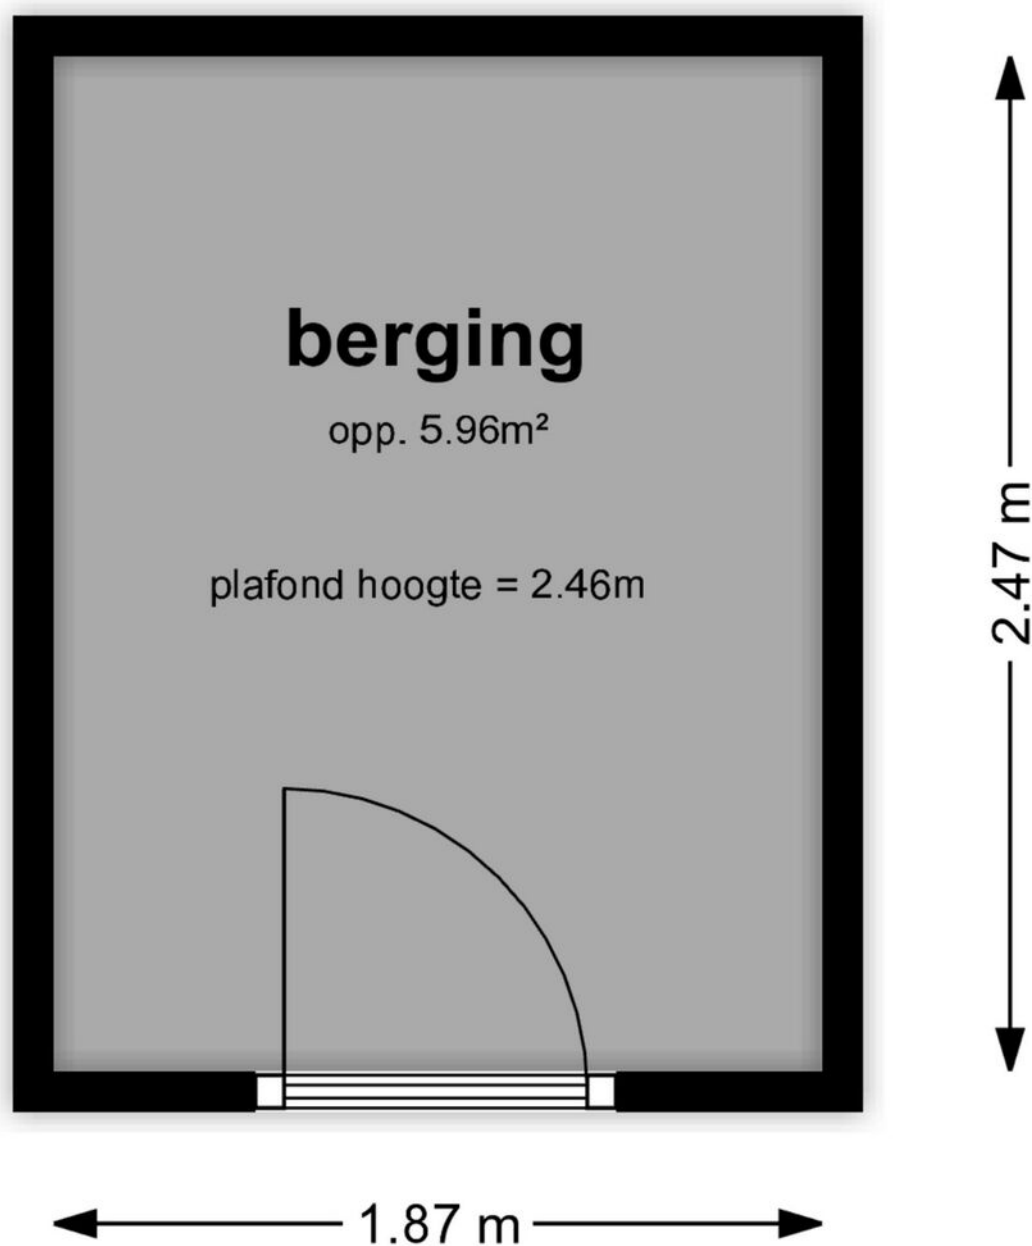 berging
opp. 5.96m²
plafond hoogte = 2.46m
2.47 m
1.87 m